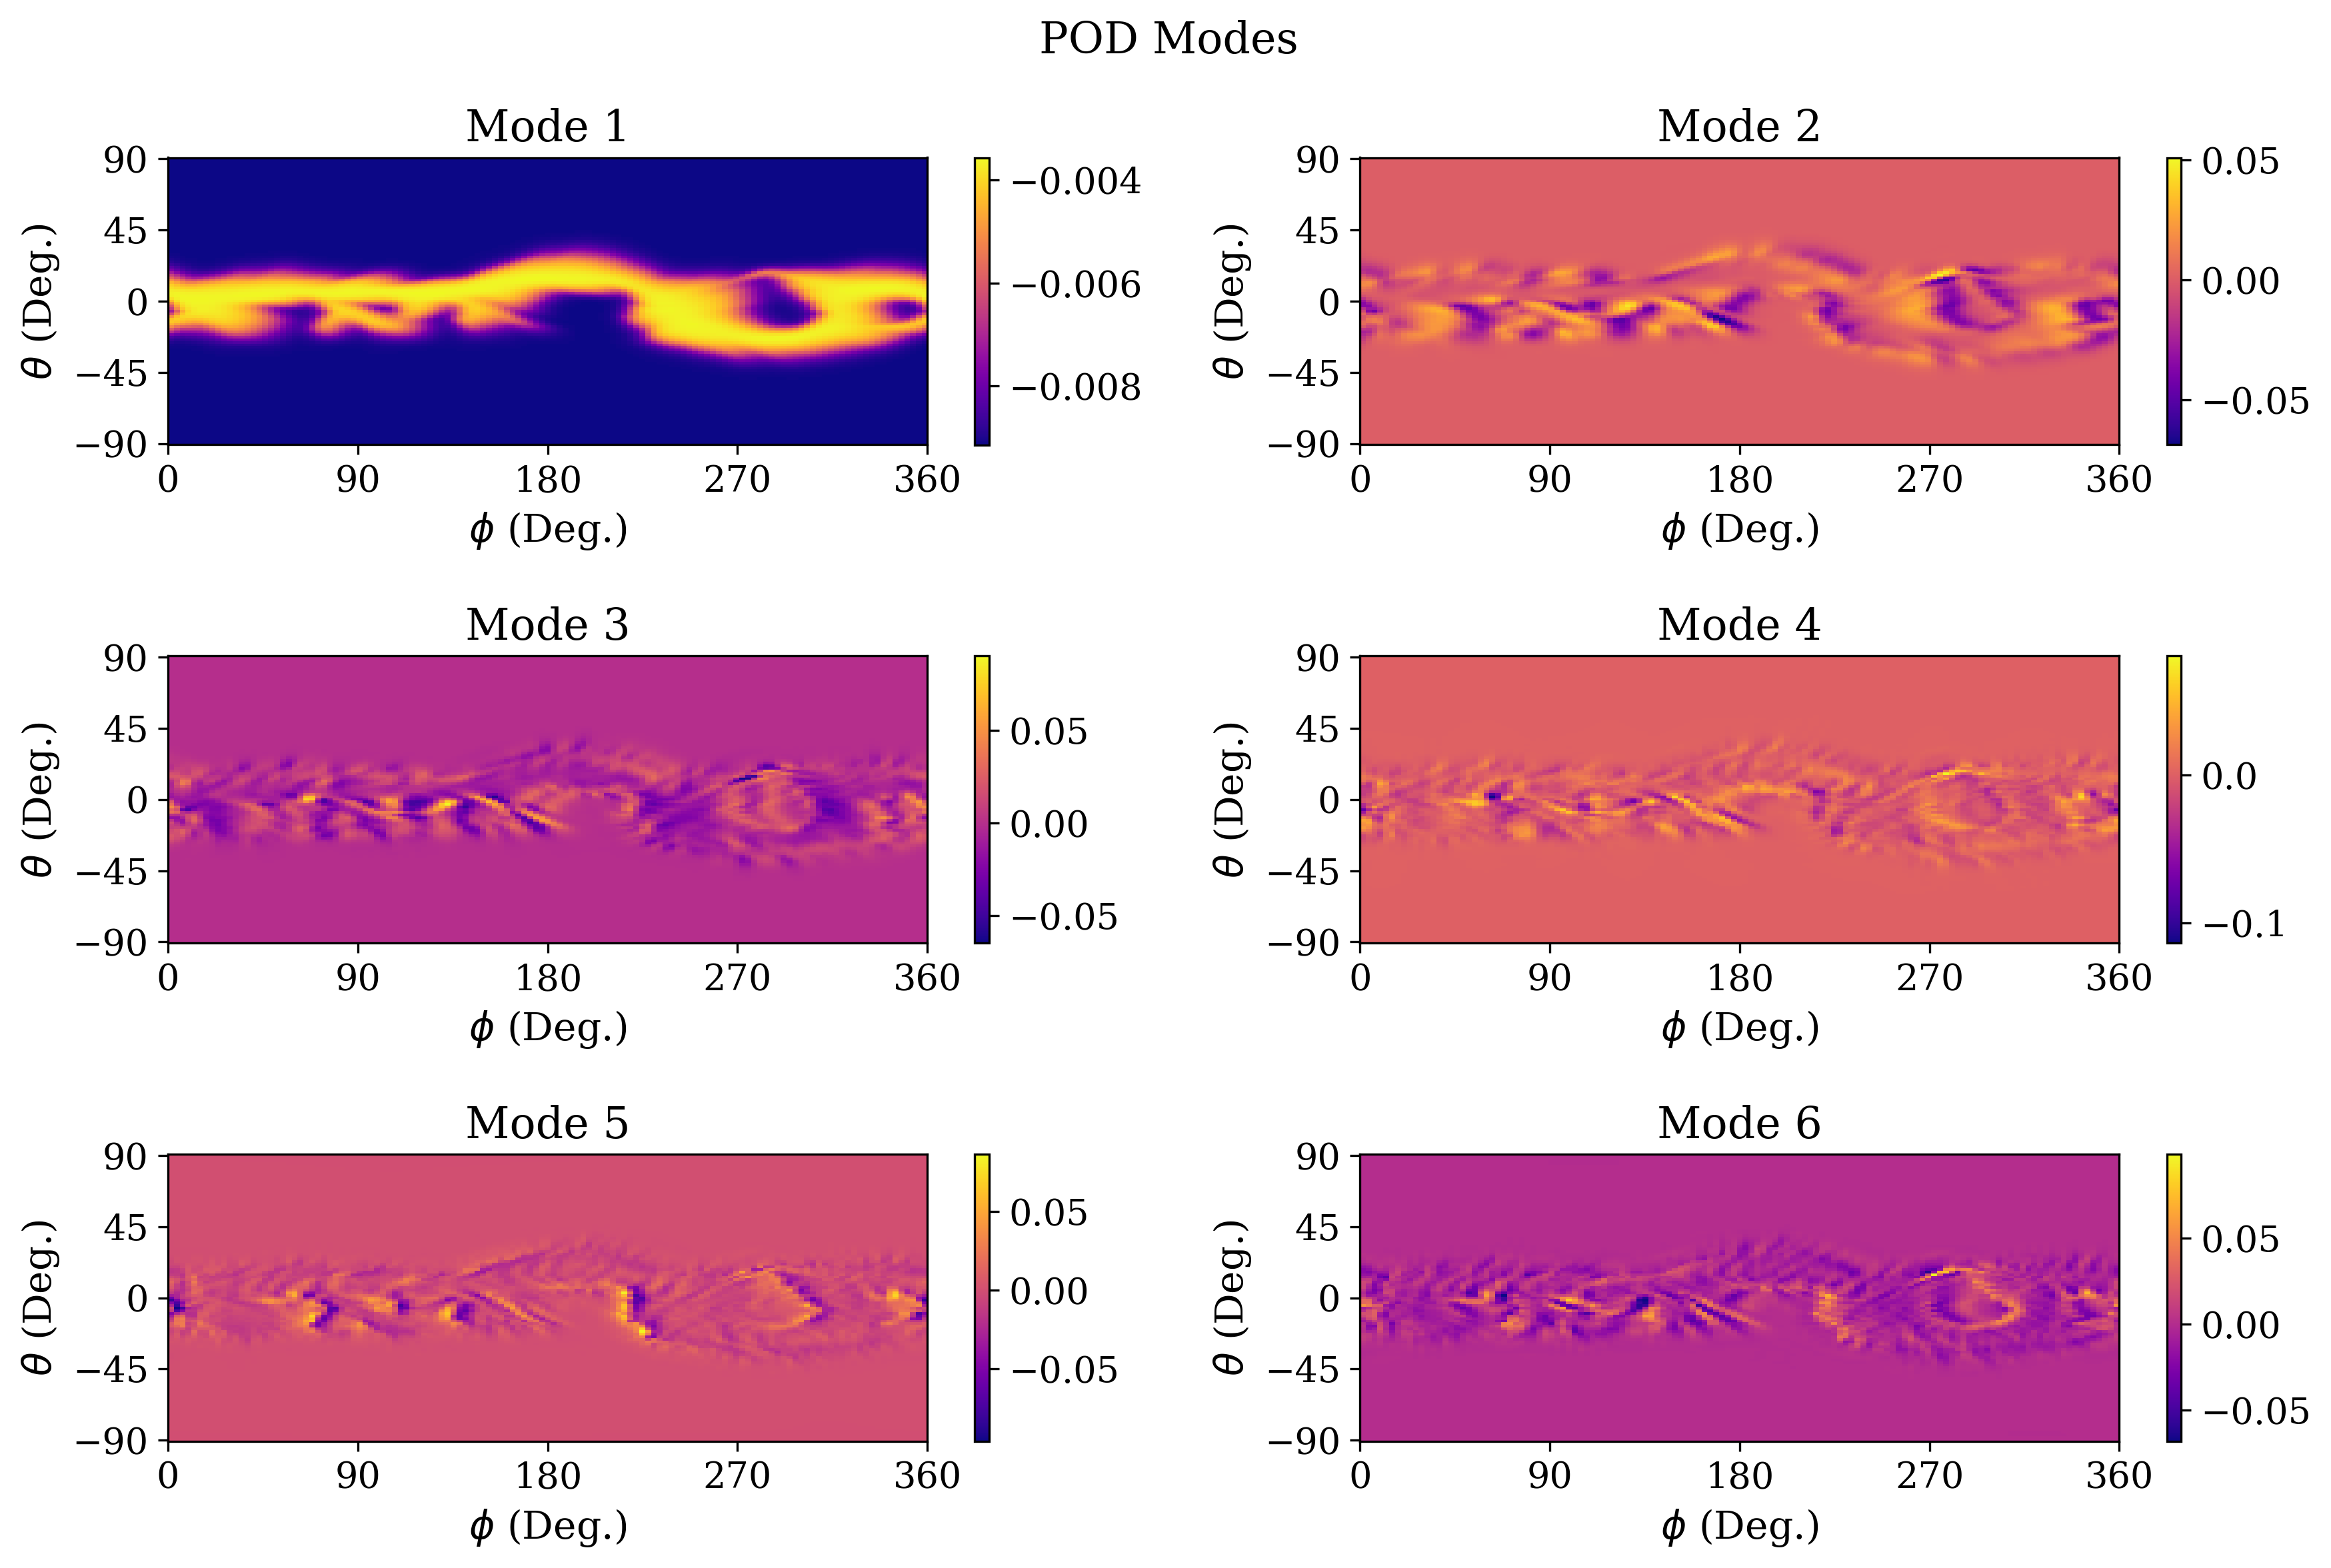 POD Modes
Mode 1
90
45
0
−45
−90
θ (Deg.)
0 90 180 270 360
ϕ (Deg.)
−0.004
−0.006
−0.008
Mode 2
90
45
0
−45
−90
θ (Deg.)
0 90 180 270 360
ϕ (Deg.)
0.05
0.00
−0.05
Mode 3
90
45
0
−45
−90
θ (Deg.)
0 90 180 270 360
ϕ (Deg.)
0.05
0.00
−0.05
Mode 4
90
45
0
−45
−90
θ (Deg.)
0 90 180 270 360
ϕ (Deg.)
0.0
−0.1
Mode 5
90
45
0
−45
−90
θ (Deg.)
0 90 180 270 360
ϕ (Deg.)
0.05
0.00
−0.05
Mode 6
90
45
0
−45
−90
θ (Deg.)
0 90 180 270 360
ϕ (Deg.)
0.05
0.00
−0.05